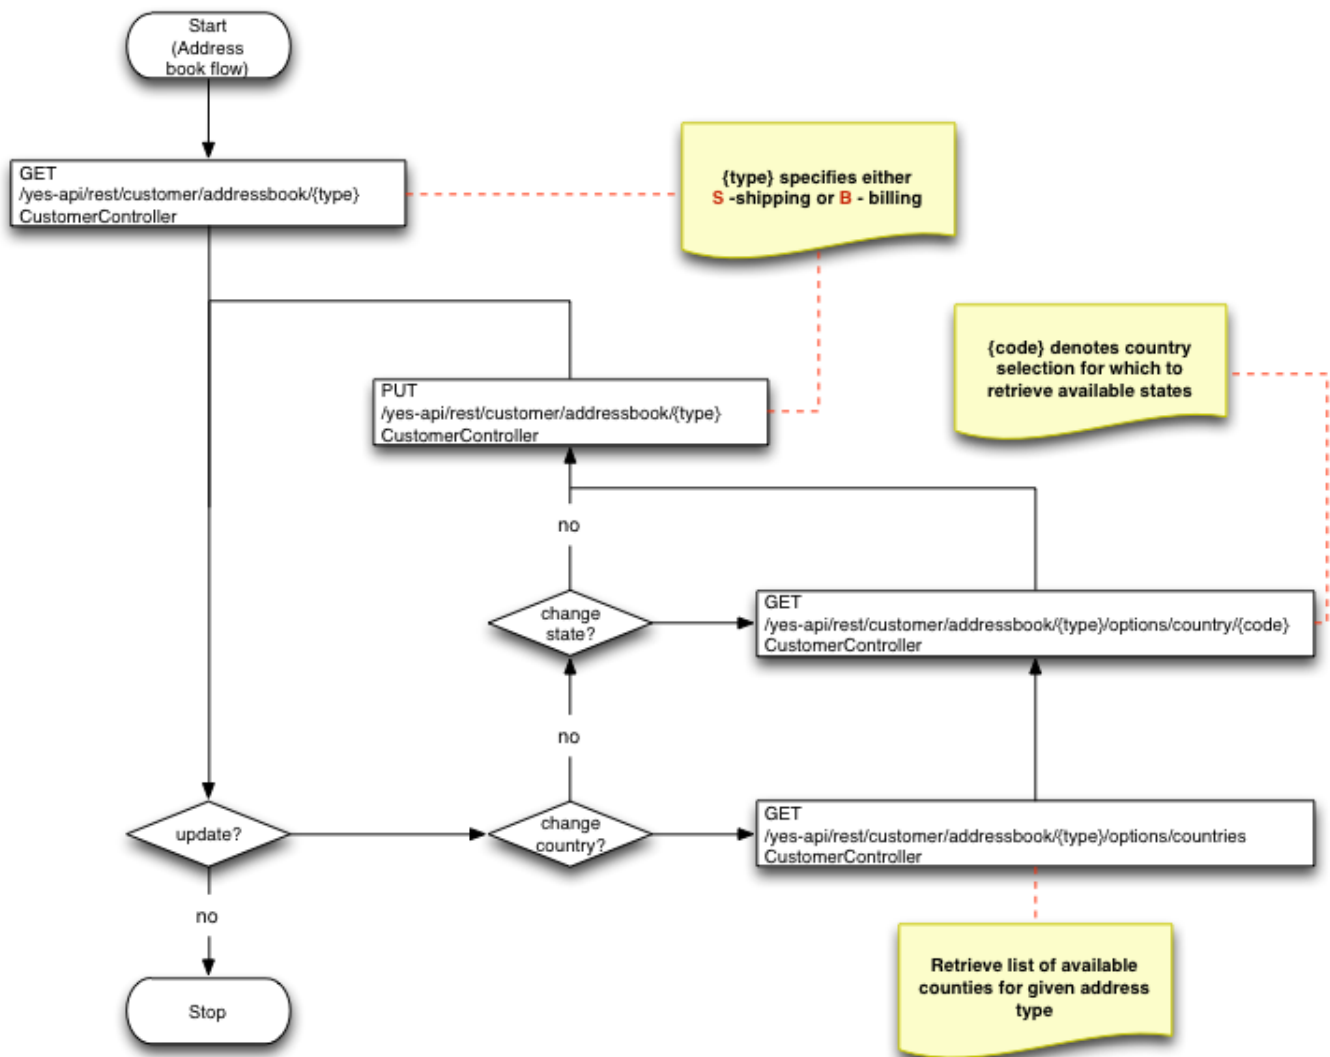 Start
(Address
book flow)
GET
/yes-api/rest/customer/addressbook/{type}
CustomerController
{type} specifies either
S -shipping or B - billing
{code} denotes country
selection for which to
retrieve available states
PUT
/yes-api/rest/customer/addressbook/{type}
CustomerController
no
change
state?
GET
/yes-api/rest/customer/addressbook/{type}/options/country/{code}
CustomerController
no
update?
change
country?
GET
/yes-api/rest/customer/addressbook/{type}/options/countries
CustomerController
no
Retrieve list of available
counties for given address
type
Stop